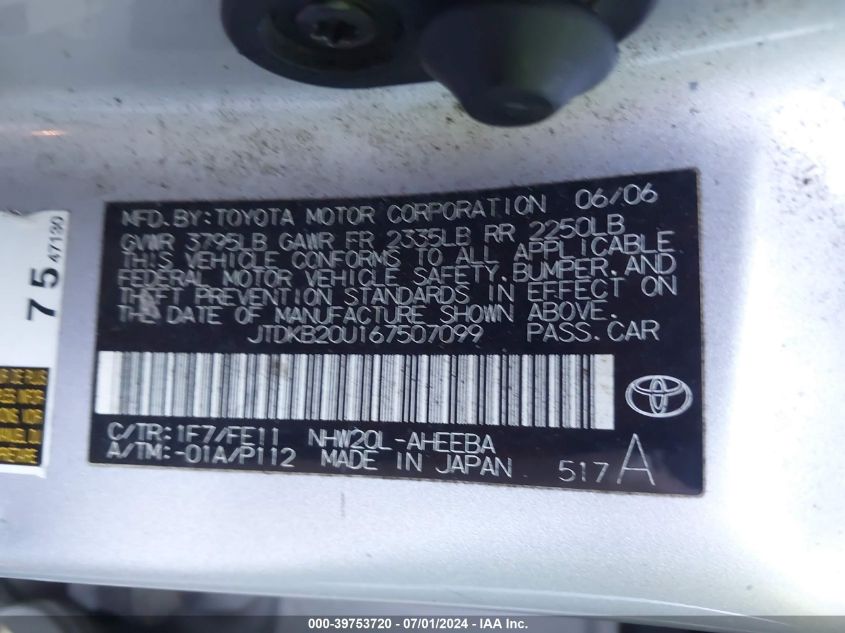 MFD. BY: TOYOTA MOTOR CORPORATION 06/06
GVWR 3795LB GAWR FR 2335LB RR 2250LB
THIS VEHICLE CONFORMS TO ALL APPLICABLE
FEDERAL MOTOR VEHICLE SAFETY, BUMPER, AND
THEFT PREVENTION STANDARDS IN EFFECT ON
THE DATE OF MANUFACTURE SHOWN ABOVE.
JTDKB20U167507099 PASS. CAR
C/TR: 1F7/FE11 NHW20L-AHEEBA
A/TM: -01A/P112 MADE IN JAPAN 517A
75
47130
000-39753720 - 07/01/2024 - IAA Inc.